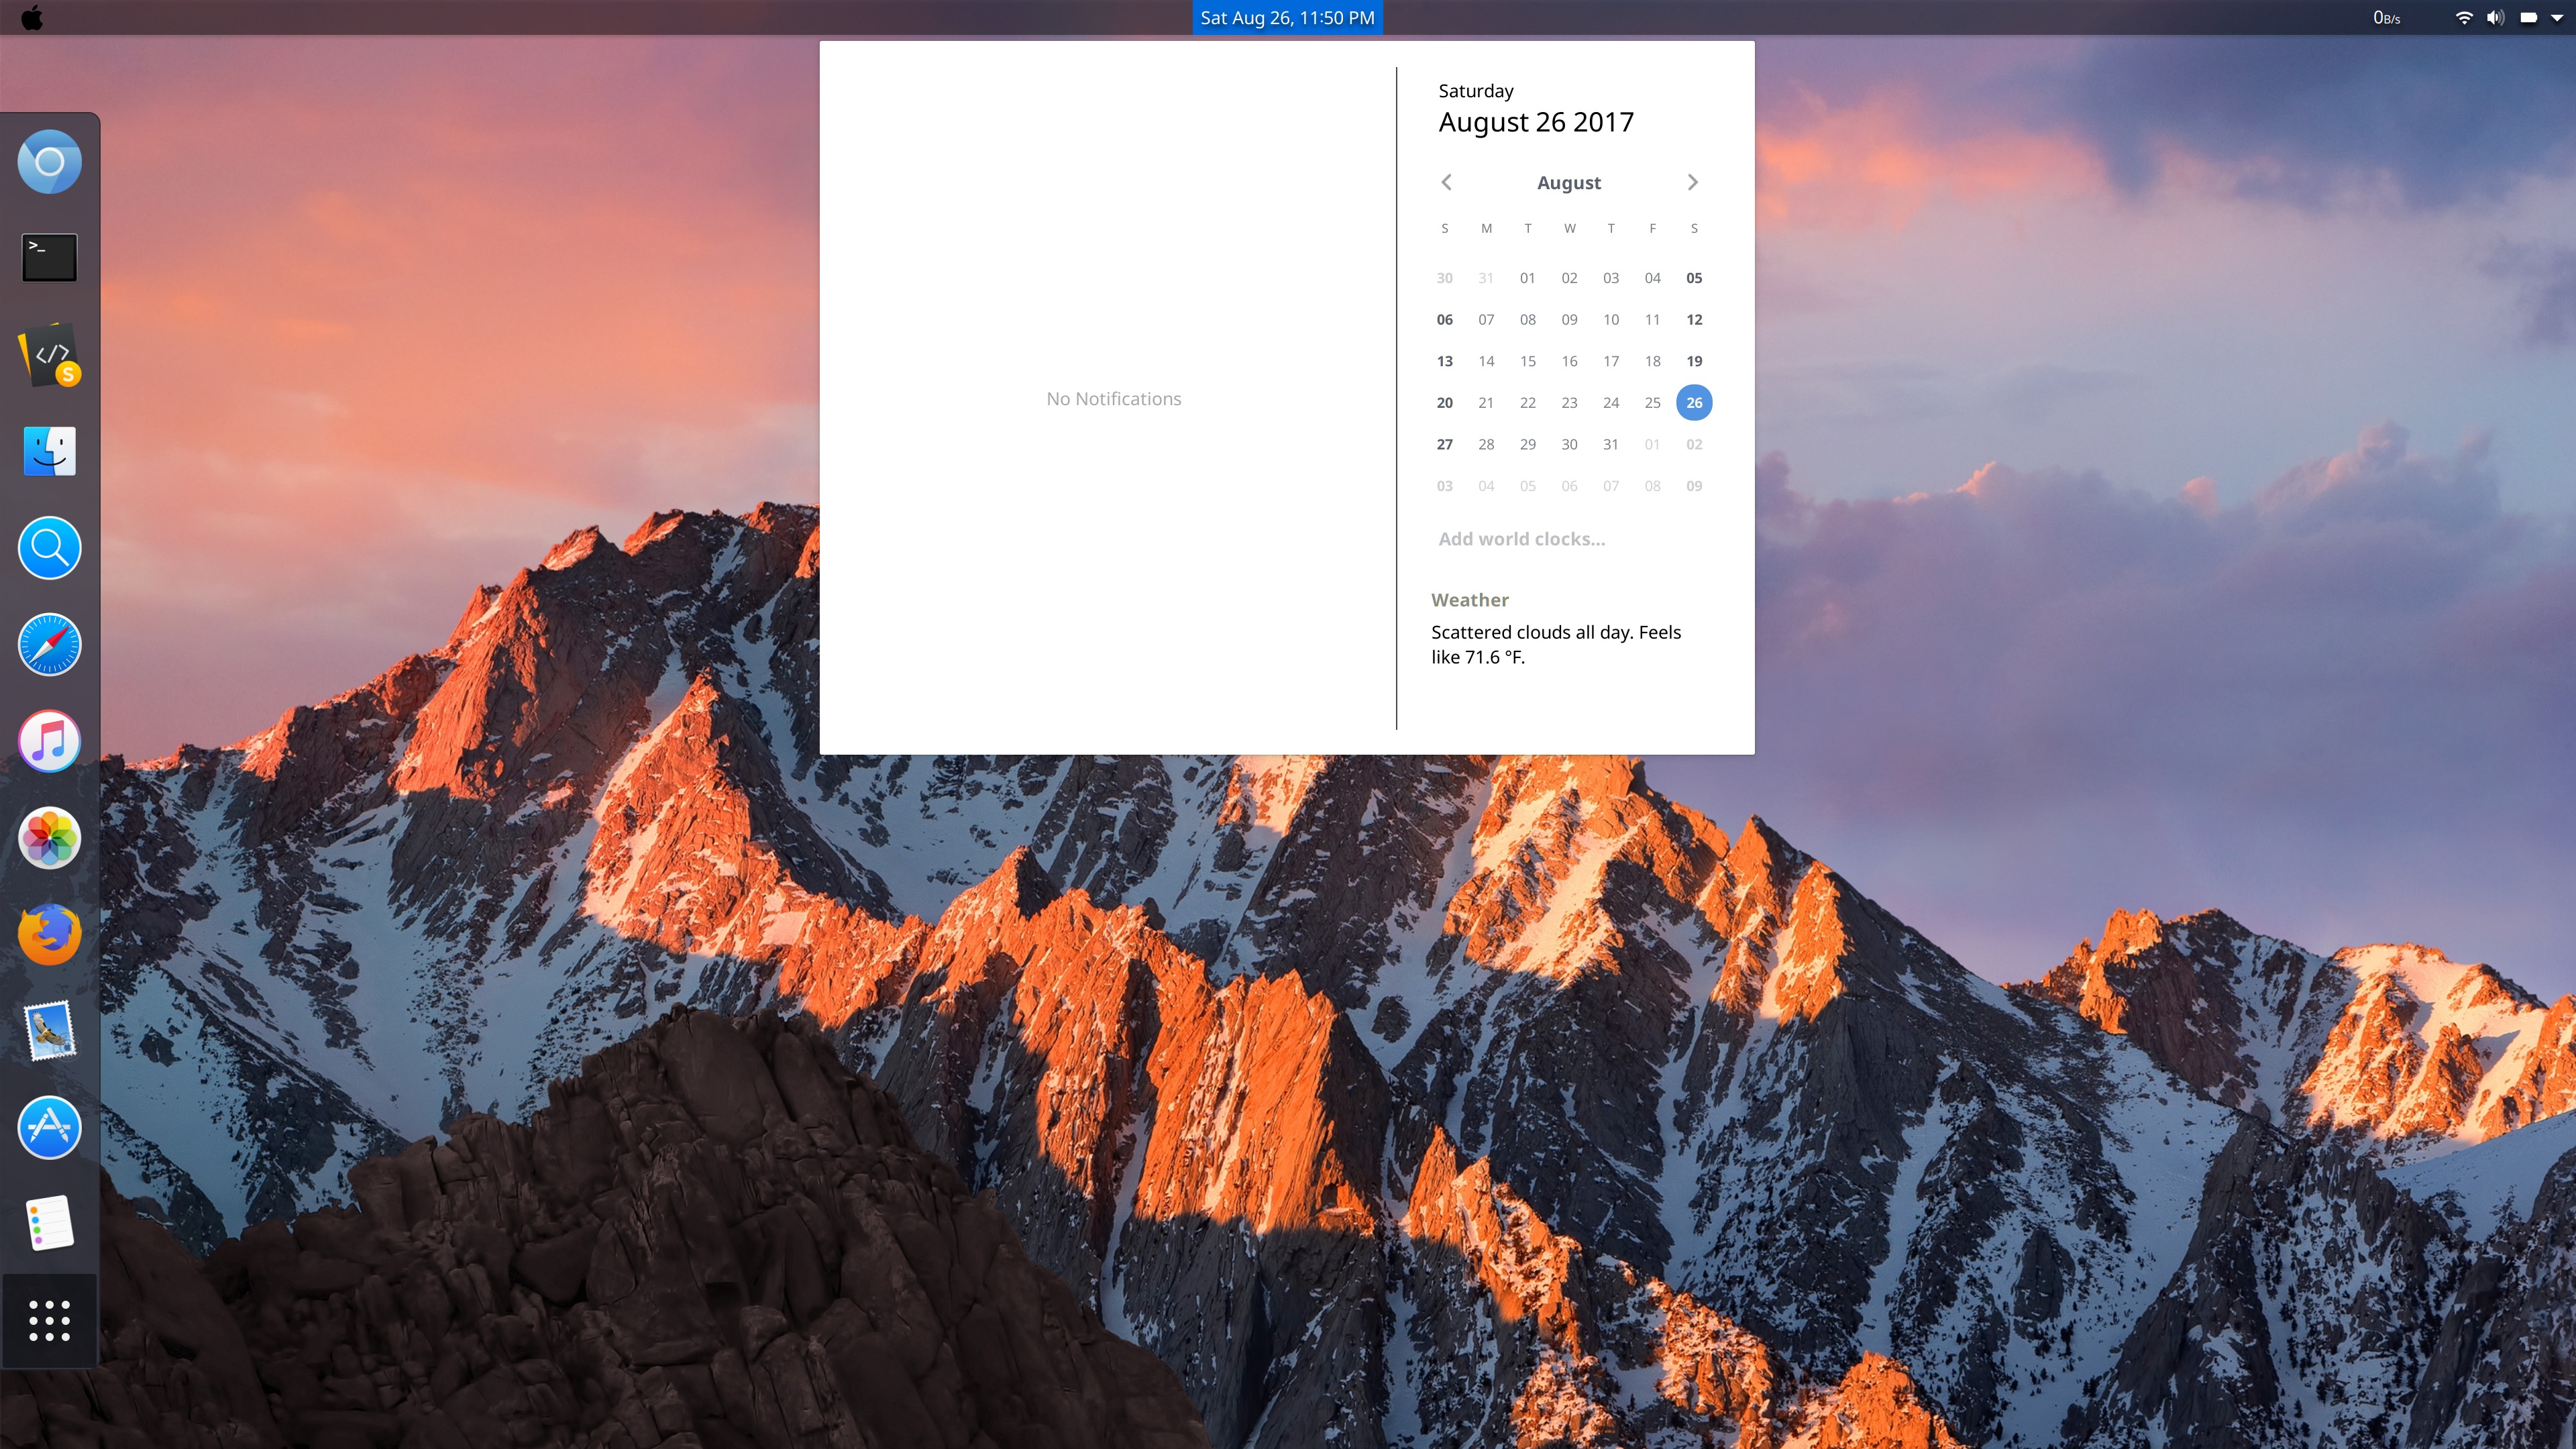 Sat Aug 26, 11:50 PM
0B/s
>_
</>
S
No Notifications
Saturday
August 26 2017
August
S M T W T F S
30 31 01 02 03 04 05
06 07 08 09 10 11 12
13 14 15 16 17 18 19
20 21 22 23 24 25 26
27 28 29 30 31 01 02
03 04 05 06 07 08 09
Add world clocks...
Weather
Scattered clouds all day. Feels
like 71.6 °F.